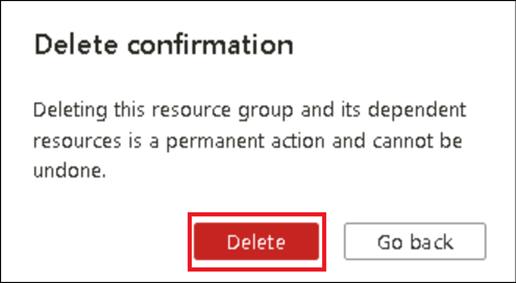 Delete confirmation
Deleting this resource group and its dependent
resources is a permanent action and cannot be
undone.
Delete
Go back